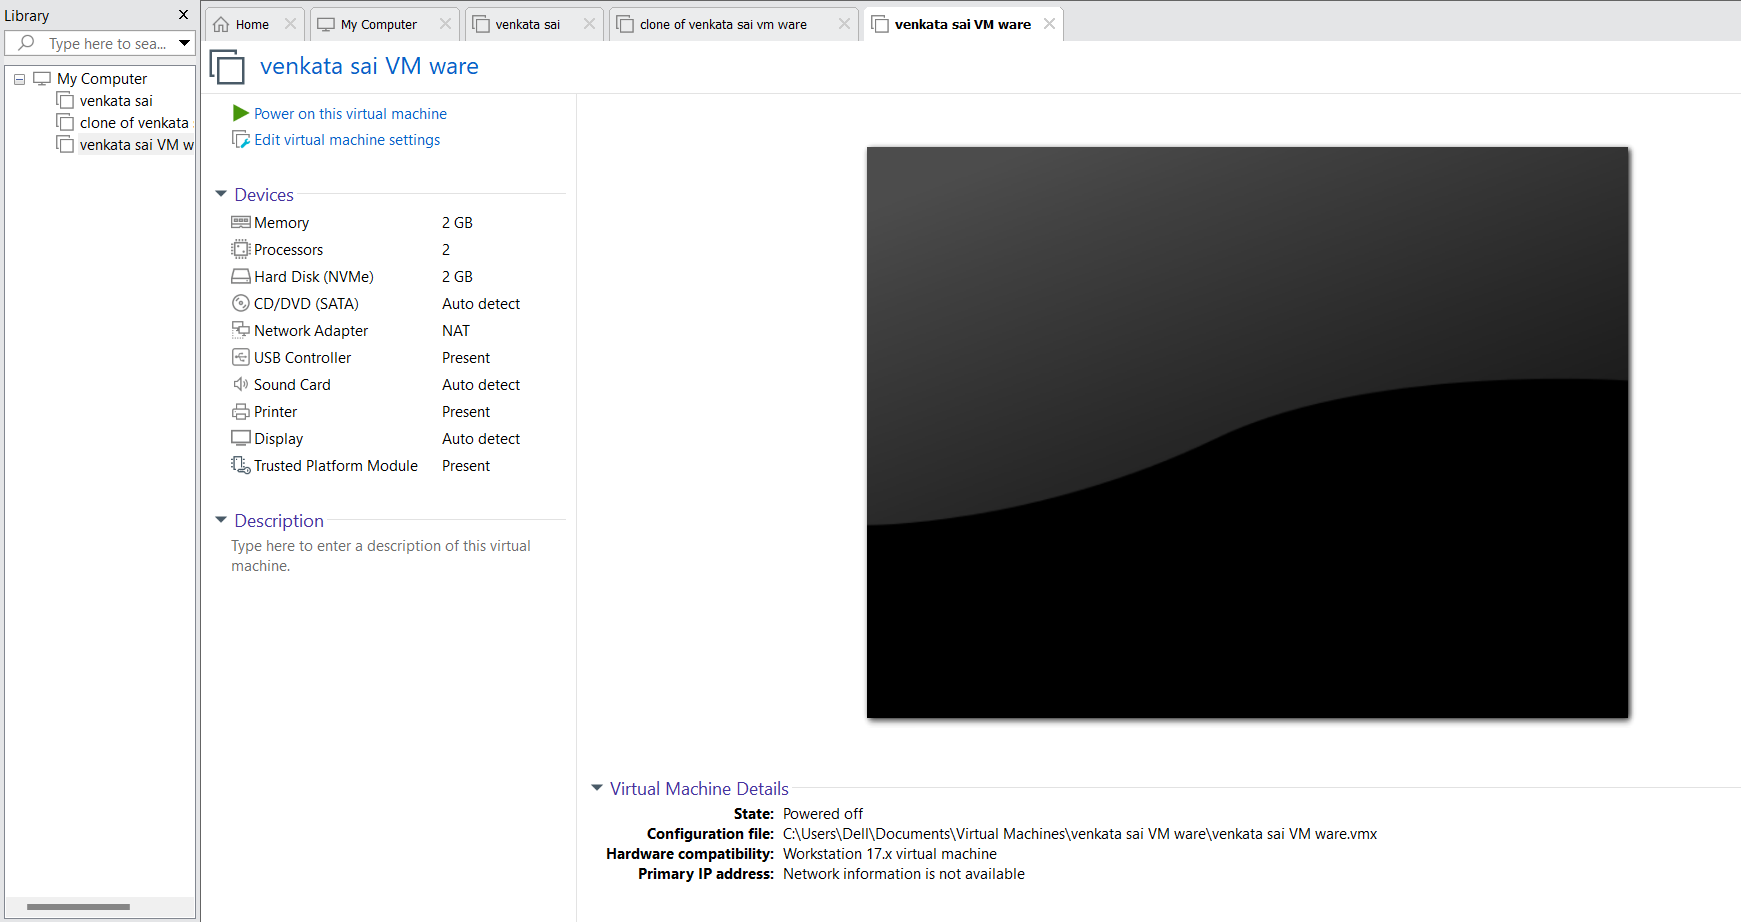 Library
Type here to sea...
My Computer
venkata sai
clone of venkata
venkata sai VM w
Home
My Computer
venkata sai
clone of venkata sai vm ware
venkata sai VM ware
venkata sai VM ware
Power on this virtual machine
Edit virtual machine settings
Devices
Memory 2 GB
Processors 2
Hard Disk (NVMe) 2 GB
CD/DVD (SATA) Auto detect
Network Adapter NAT
USB Controller Present
Sound Card Auto detect
Printer Present
Display Auto detect
Trusted Platform Module Present
Description
Type here to enter a description of this virtual
machine.
Virtual Machine Details
State: Powered off
Configuration file: C:\Users\Dell\Documents\Virtual Machines\venkata sai VM ware\venkata sai VM ware.vmx
Hardware compatibility: Workstation 17.x virtual machine
Primary IP address: Network information is not available